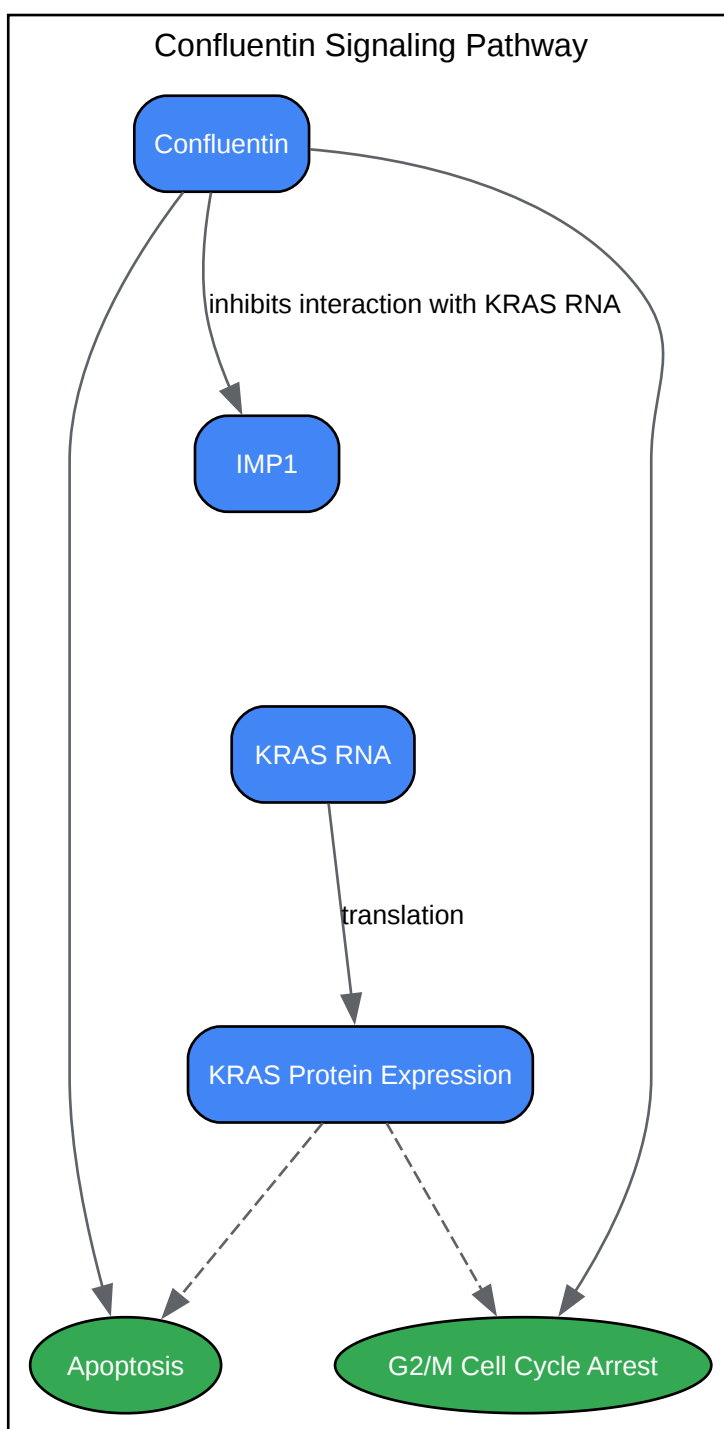 Confluentin Signaling Pathway
Confluentin
inhibits interaction with KRAS RNA
IMP1
KRAS RNA
translation
KRAS Protein Expression
Apoptosis
G2/M Cell Cycle Arrest